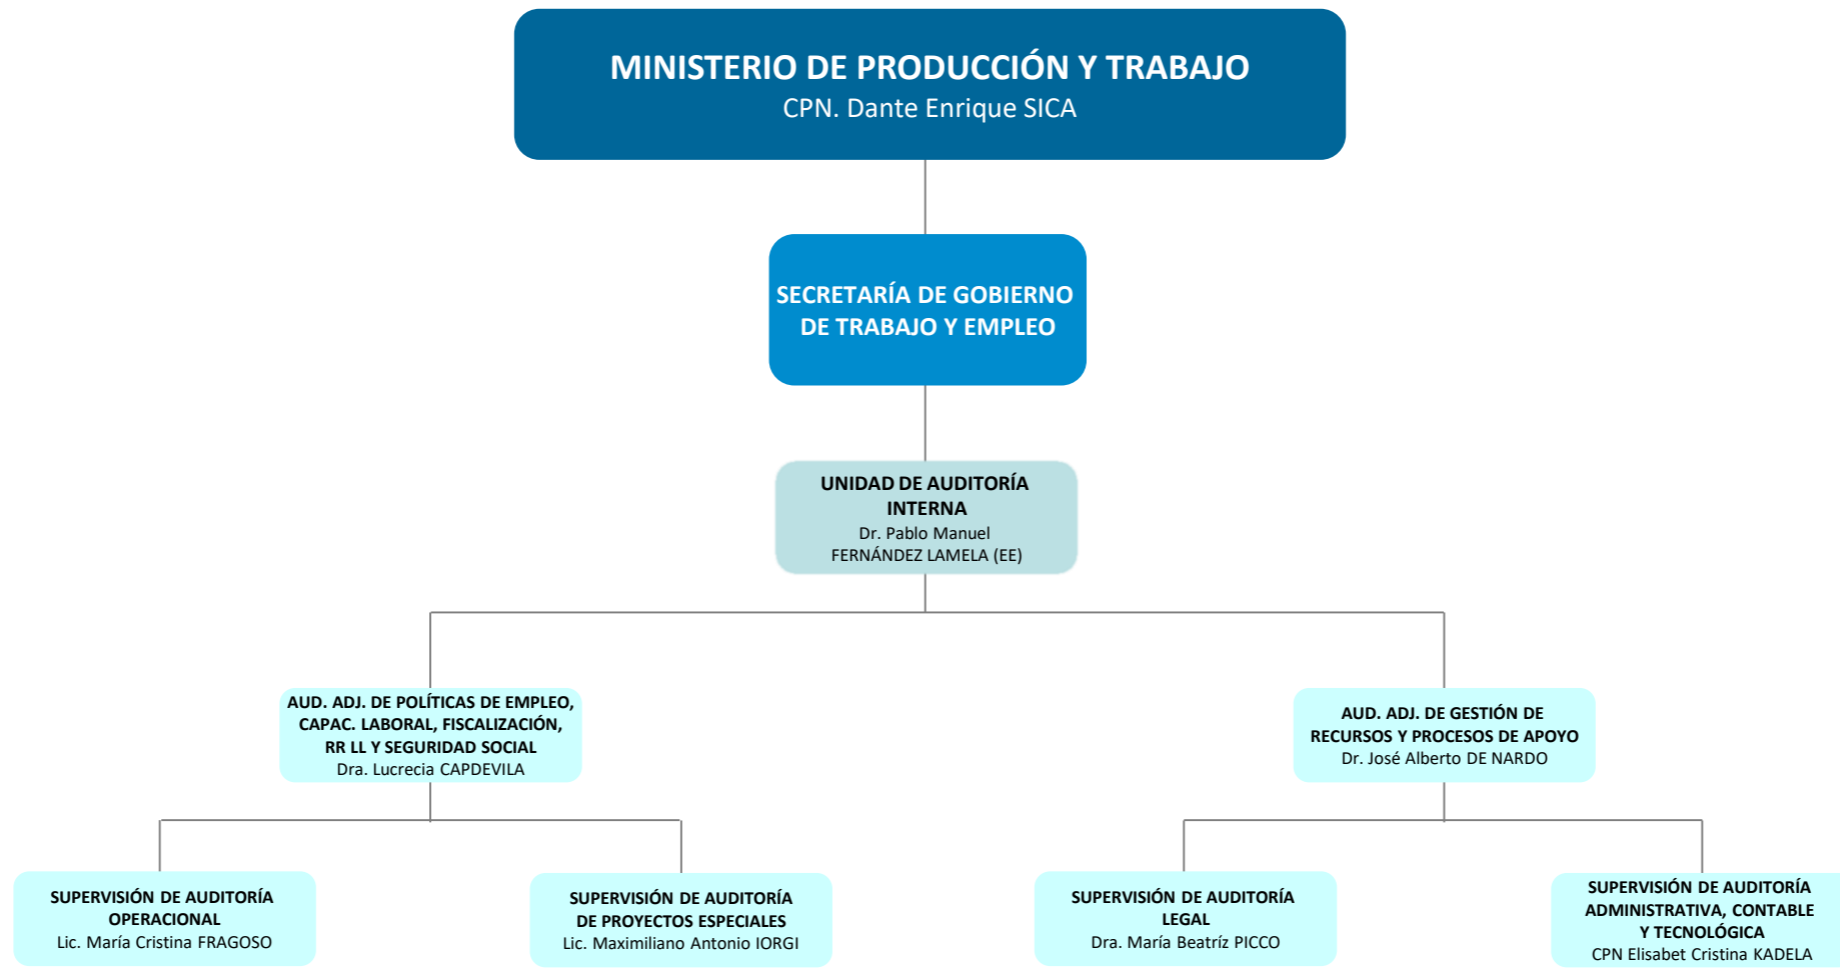 MINISTERIO DE PRODUCCIÓN Y TRABAJO
CPN. Dante Enrique SICA
SECRETARÍA DE GOBIERNO
DE TRABAJO Y EMPLEO
UNIDAD DE AUDITORÍA
INTERNA
Dr. Pablo Manuel
FERNÁNDEZ LAMELA (EE)
AUD. ADJ. DE POLÍTICAS DE EMPLEO,
CAPAC. LABORAL, FISCALIZACIÓN,
RR LL Y SEGURIDAD SOCIAL
Dra. Lucrecia CAPDEVILA
AUD. ADJ. DE GESTIÓN DE
RECURSOS Y PROCESOS DE APOYO
Dr. José Alberto DE NARDO
SUPERVISIÓN DE AUDITORÍA
OPERACIONAL
Lic. María Cristina FRAGOSO
SUPERVISIÓN DE AUDITORÍA
DE PROYECTOS ESPECIALES
Lic. Maximiliano Antonio IORGI
SUPERVISIÓN DE AUDITORÍA
LEGAL
Dra. María Beatríz PICCO
SUPERVISIÓN DE AUDITORÍA
ADMINISTRATIVA, CONTABLE
Y TECNOLÓGICA
CPN Elisabet Cristina KADELA